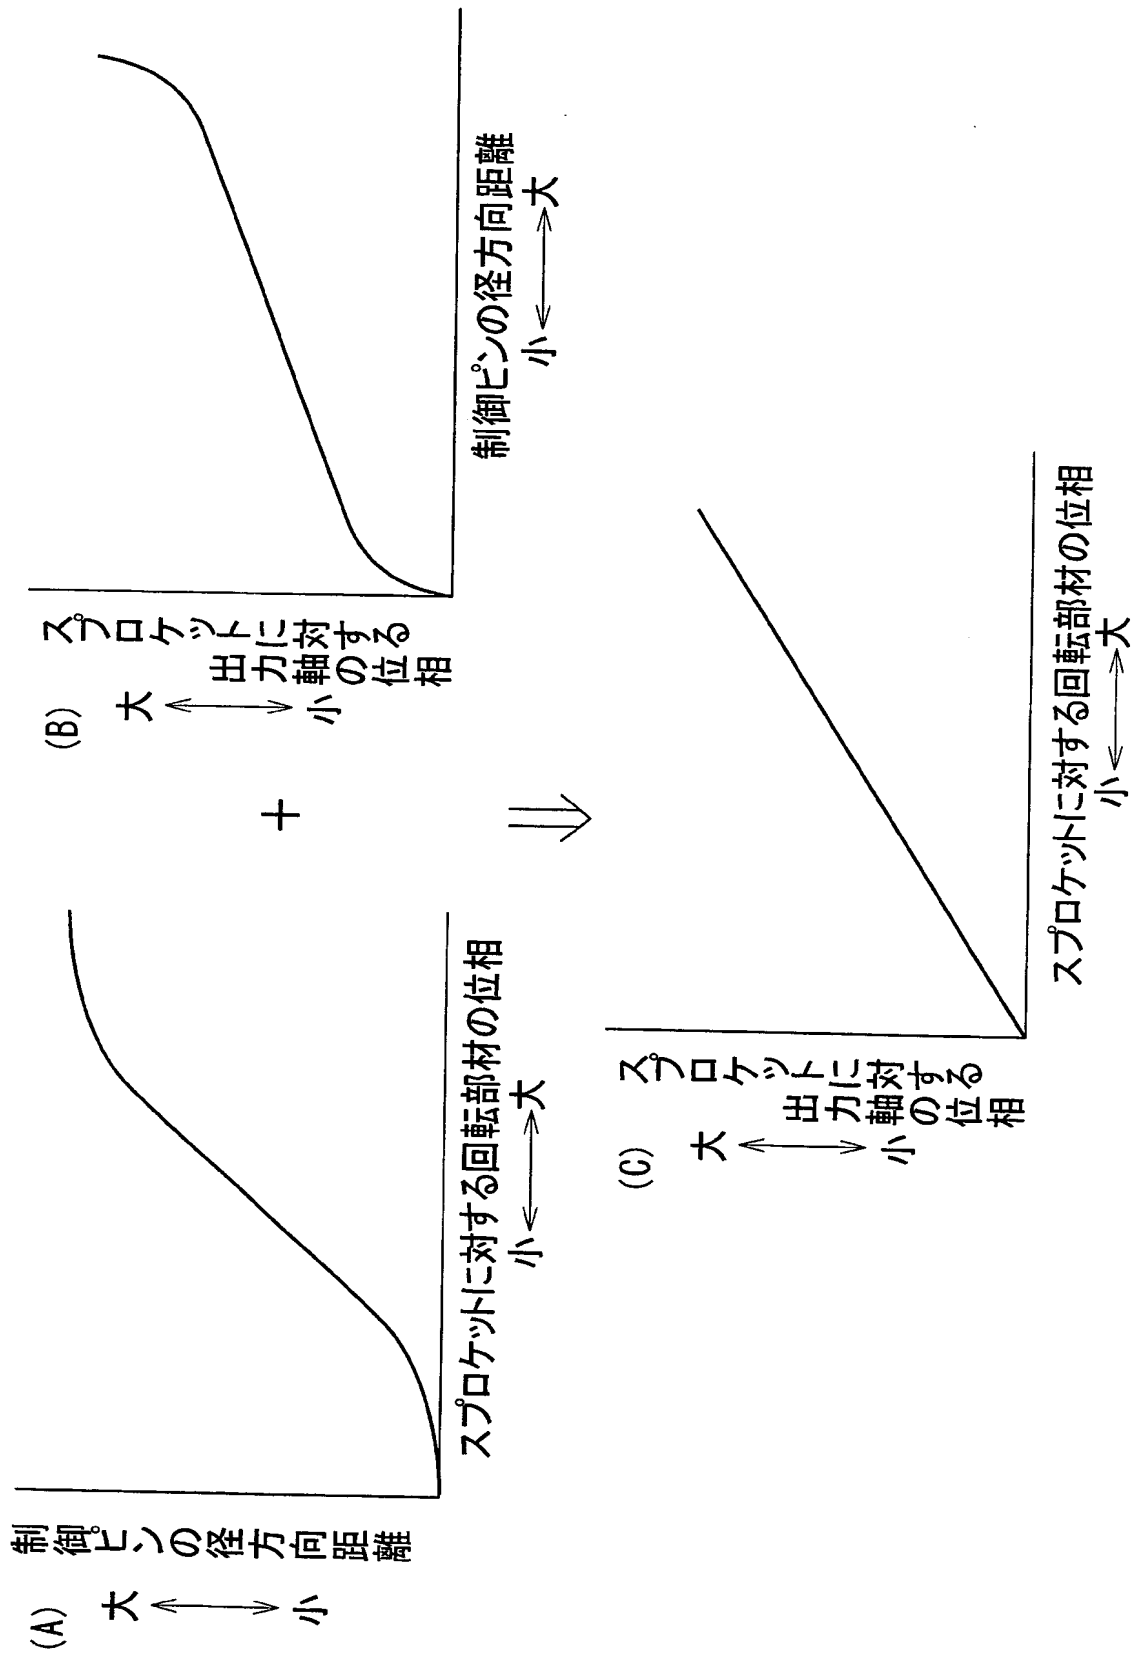 (A)
制御ピンの径方向距離
大
小
スプロケットに対する回転部材の位相
小
大
+
(B)
スプロケットに対する
出力軸の位相
大
小
制御ピンの径方向距離
小
大
(C)
スプロケットに対する
出力軸の位相
大
小
スプロケットに対する回転部材の位相
小
大